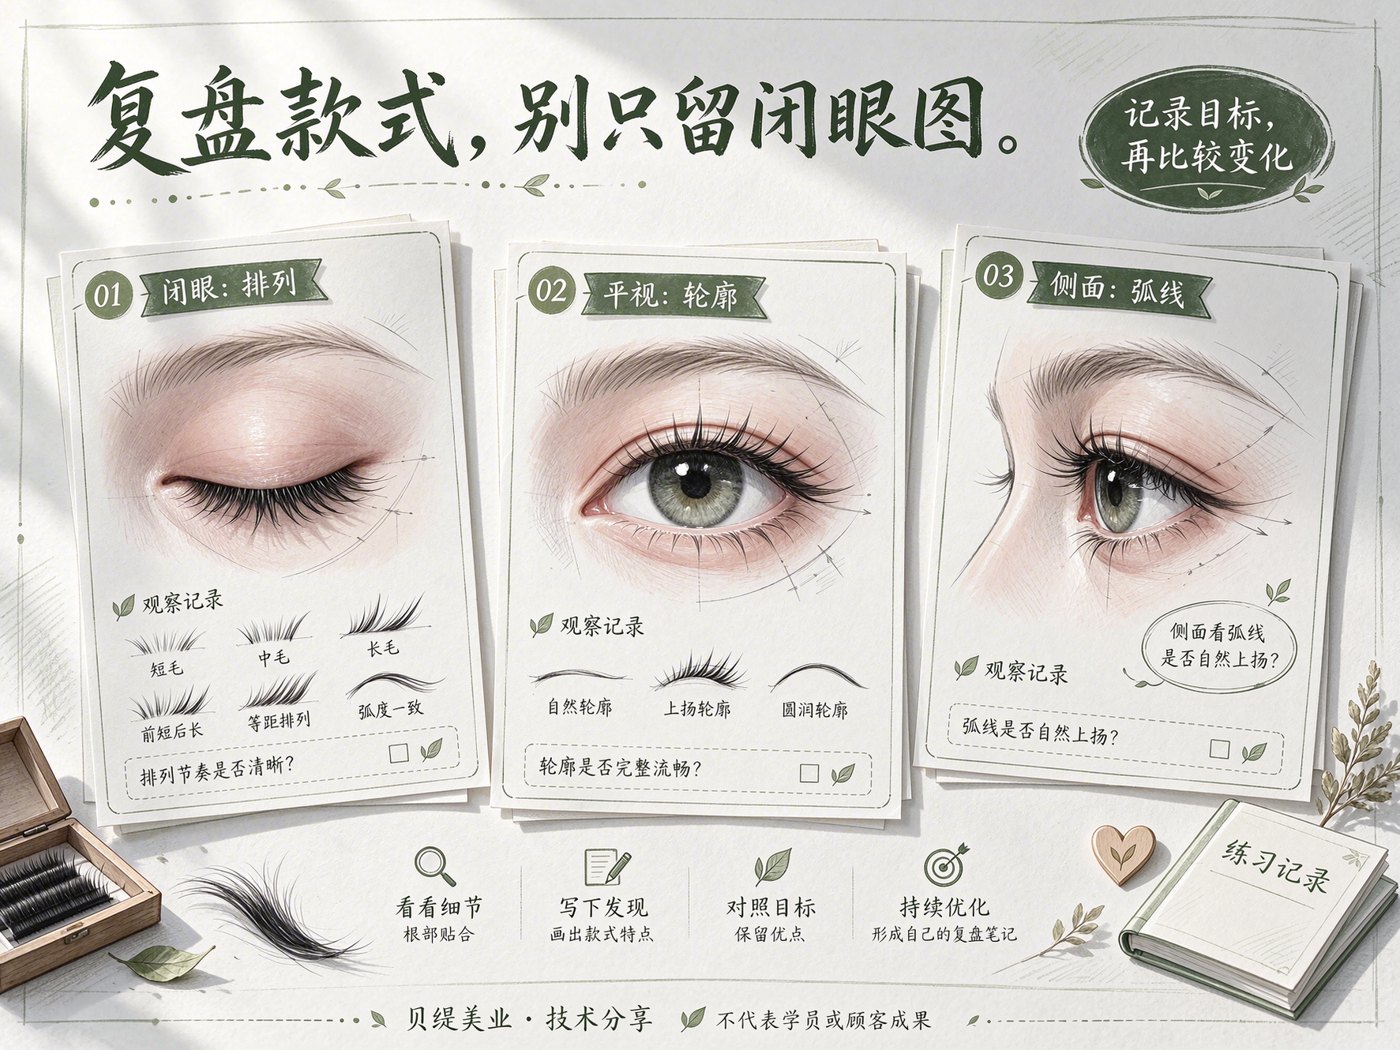 复盘款式，别只留闭眼图。
记录目标，
再比较变化
01 闭眼：排列
观察记录
短毛
中毛
长毛
前短后长
等距排列
弧度一致
排列节奏是否清晰？
02 平视：轮廓
观察记录
自然轮廓
上扬轮廓
圆润轮廓
轮廓是否完整流畅？
03 侧面：弧线
侧面看弧线
是否自然上扬？
观察记录
弧线是否自然上扬？
看看细节
根部贴合
写下发现
画出款式特点
对照目标
保留优点
持续优化
形成自己的复盘笔记
练习记录
贝缇美业·技术分享
不代表学员或顾客成果